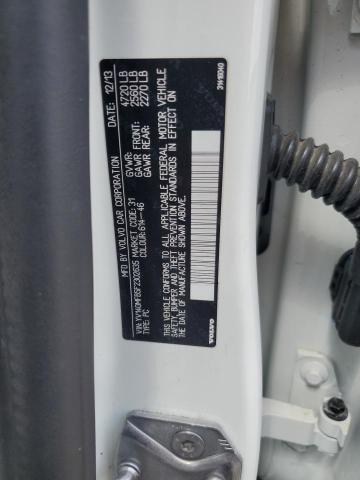 MFD. BY VOLVO CAR CORPORATION DATE: 12/13
GVWR: 4720 LB
GAWR FRONT: 2560 LB
GAWR REAR: 2270 LB
MARKET CODE: 31
TYPE: PC COLOUR: 614-46
THIS VEHICLE CONFORMS TO ALL APPLICABLE FEDERAL MOTOR VEHICLE
SAFETY, BUMPER AND THEFT PREVENTION STANDARDS IN EFFECT ON THE
DATE OF MANUFACTURE SHOWN ABOVE.
VOLVO